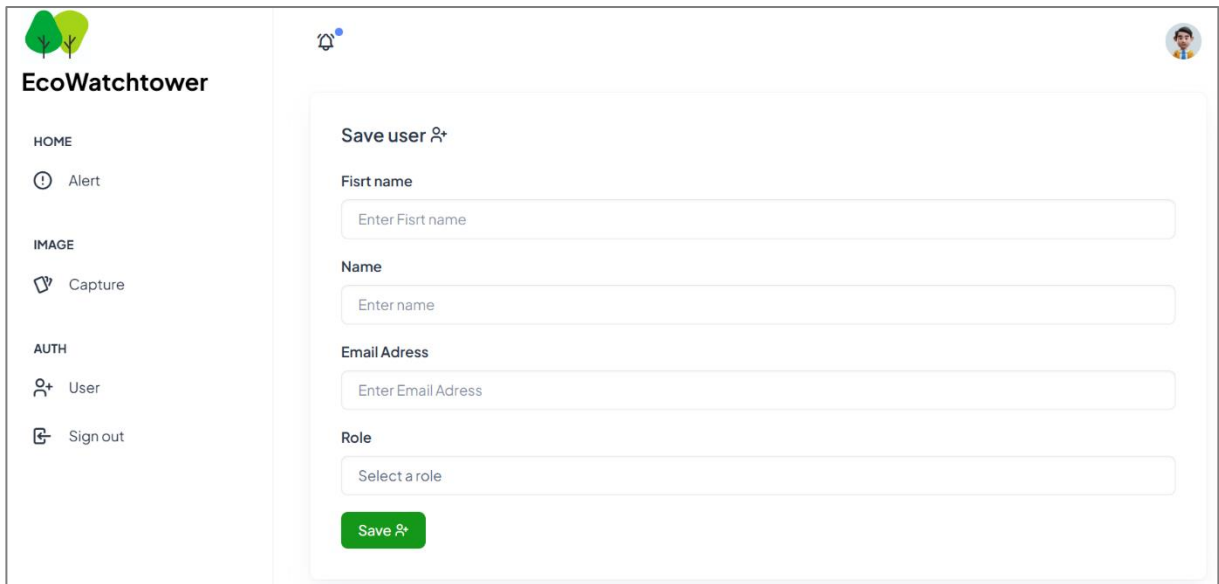 EcoWatchtower
HOME
Alert
IMAGE
Capture
AUTH
User
Sign out
Save user
Fisrt name
Enter Fisrt name
Name
Enter name
Email Adress
Enter Email Adress
Role
Select a role
Save